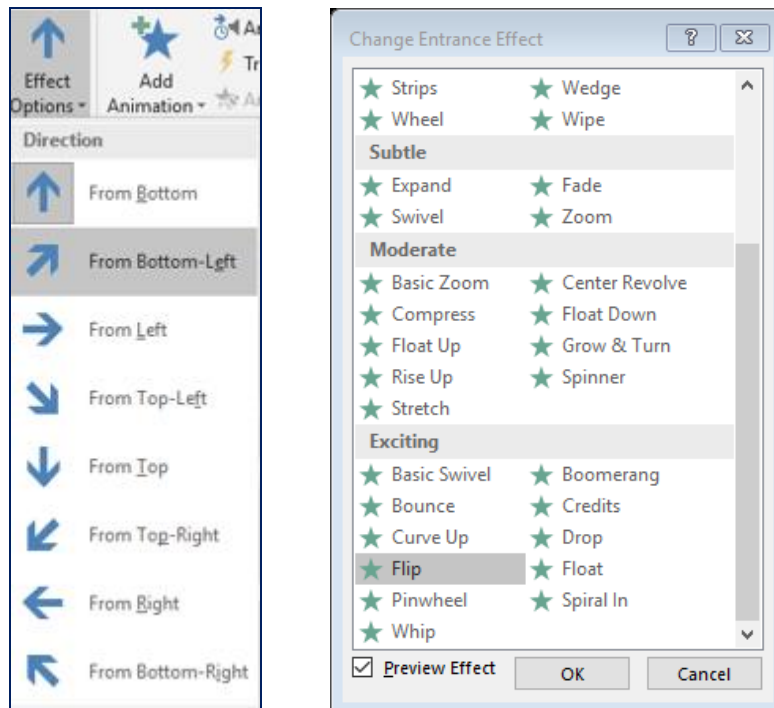 Effect
Options
Add
Animation
A
Tr
A
Direction
From Bottom
From Bottom-Left
From Left
From Top-Left
From Top
From Top-Right
From Right
From Bottom-Right
Change Entrance Effect ?
Strips Wedge
Wheel Wipe
Subtle
Expand Fade
Swivel Zoom
Moderate
Basic Zoom Center Revolve
Compress Float Down
Float Up Grow & Turn
Rise Up Spinner
Stretch
Exciting
Basic Swivel Boomerang
Bounce Credits
Curve Up Drop
Flip Float
Pinwheel Spiral In
Whip
Preview Effect OK Cancel